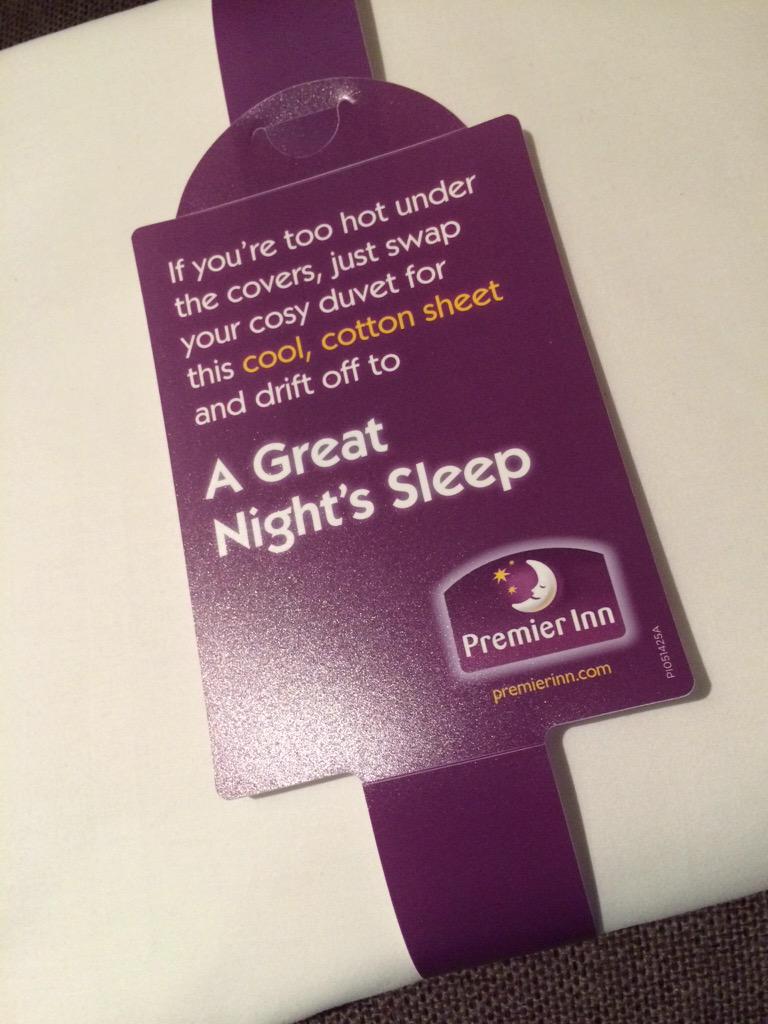 If you're too hot under
the covers, just swap
your cosy duvet for
this cool, cotton sheet
and drift off to
A Great
Night's Sleep
Premier Inn
premierinn.com
PI051425A